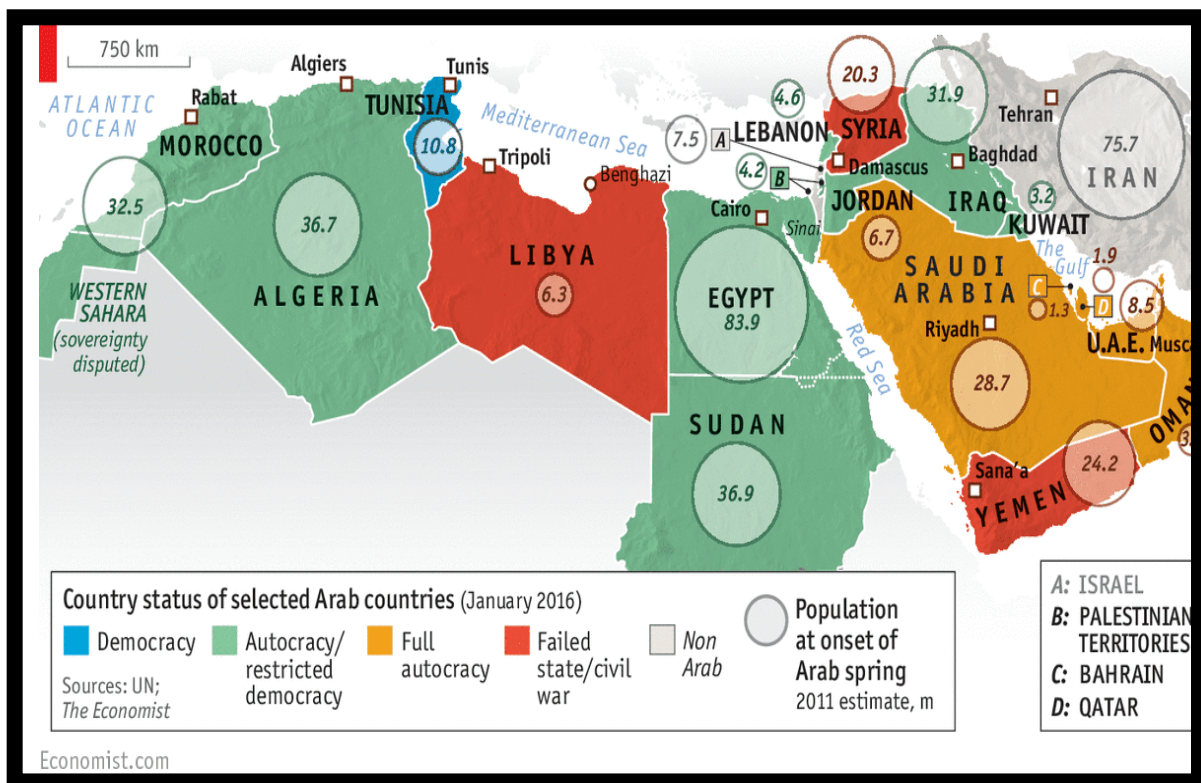 750 km
ATLANTIC
OCEAN
Rabat
MOROCCO
32.5
WESTERN
SAHARA
(sovereignty
disputed)
Algiers
36.7
ALGERIA
Tunis
TUNISIA
10.8
Mediterranean Sea
Tripoli
Benghazi
LIBYA
6.3
7.5
A
4.6
LEBANON
4.2
B
20.3
SYRIA
Damascus
JORDAN
6.7
Cairo
Sinai
EGYPT
83.9
Red Sea
SUDAN
36.9
31.9
Baghdad
IRAQ
Tehran
75.7
IRAN
3.2
KUWAIT
The
Gulf
1.9
C
1.3
D
8.5
U.A.E.
Musca
SAUDI
ARABIA
Riyadh
28.7
OMAN
3
Sana'a
24.2
YEMEN
Country status of selected Arab countries (January 2016)
Democracy
Autocracy/
restricted
democracy
Full
autocracy
Failed
state/civil
war
Non
Arab
Population
at onset of
Arab spring
2011 estimate, m
Sources: UN;
The Economist
A: ISRAEL
B: PALESTINIAN
TERRITORIES
C: BAHRAIN
D: QATAR
Economist.com